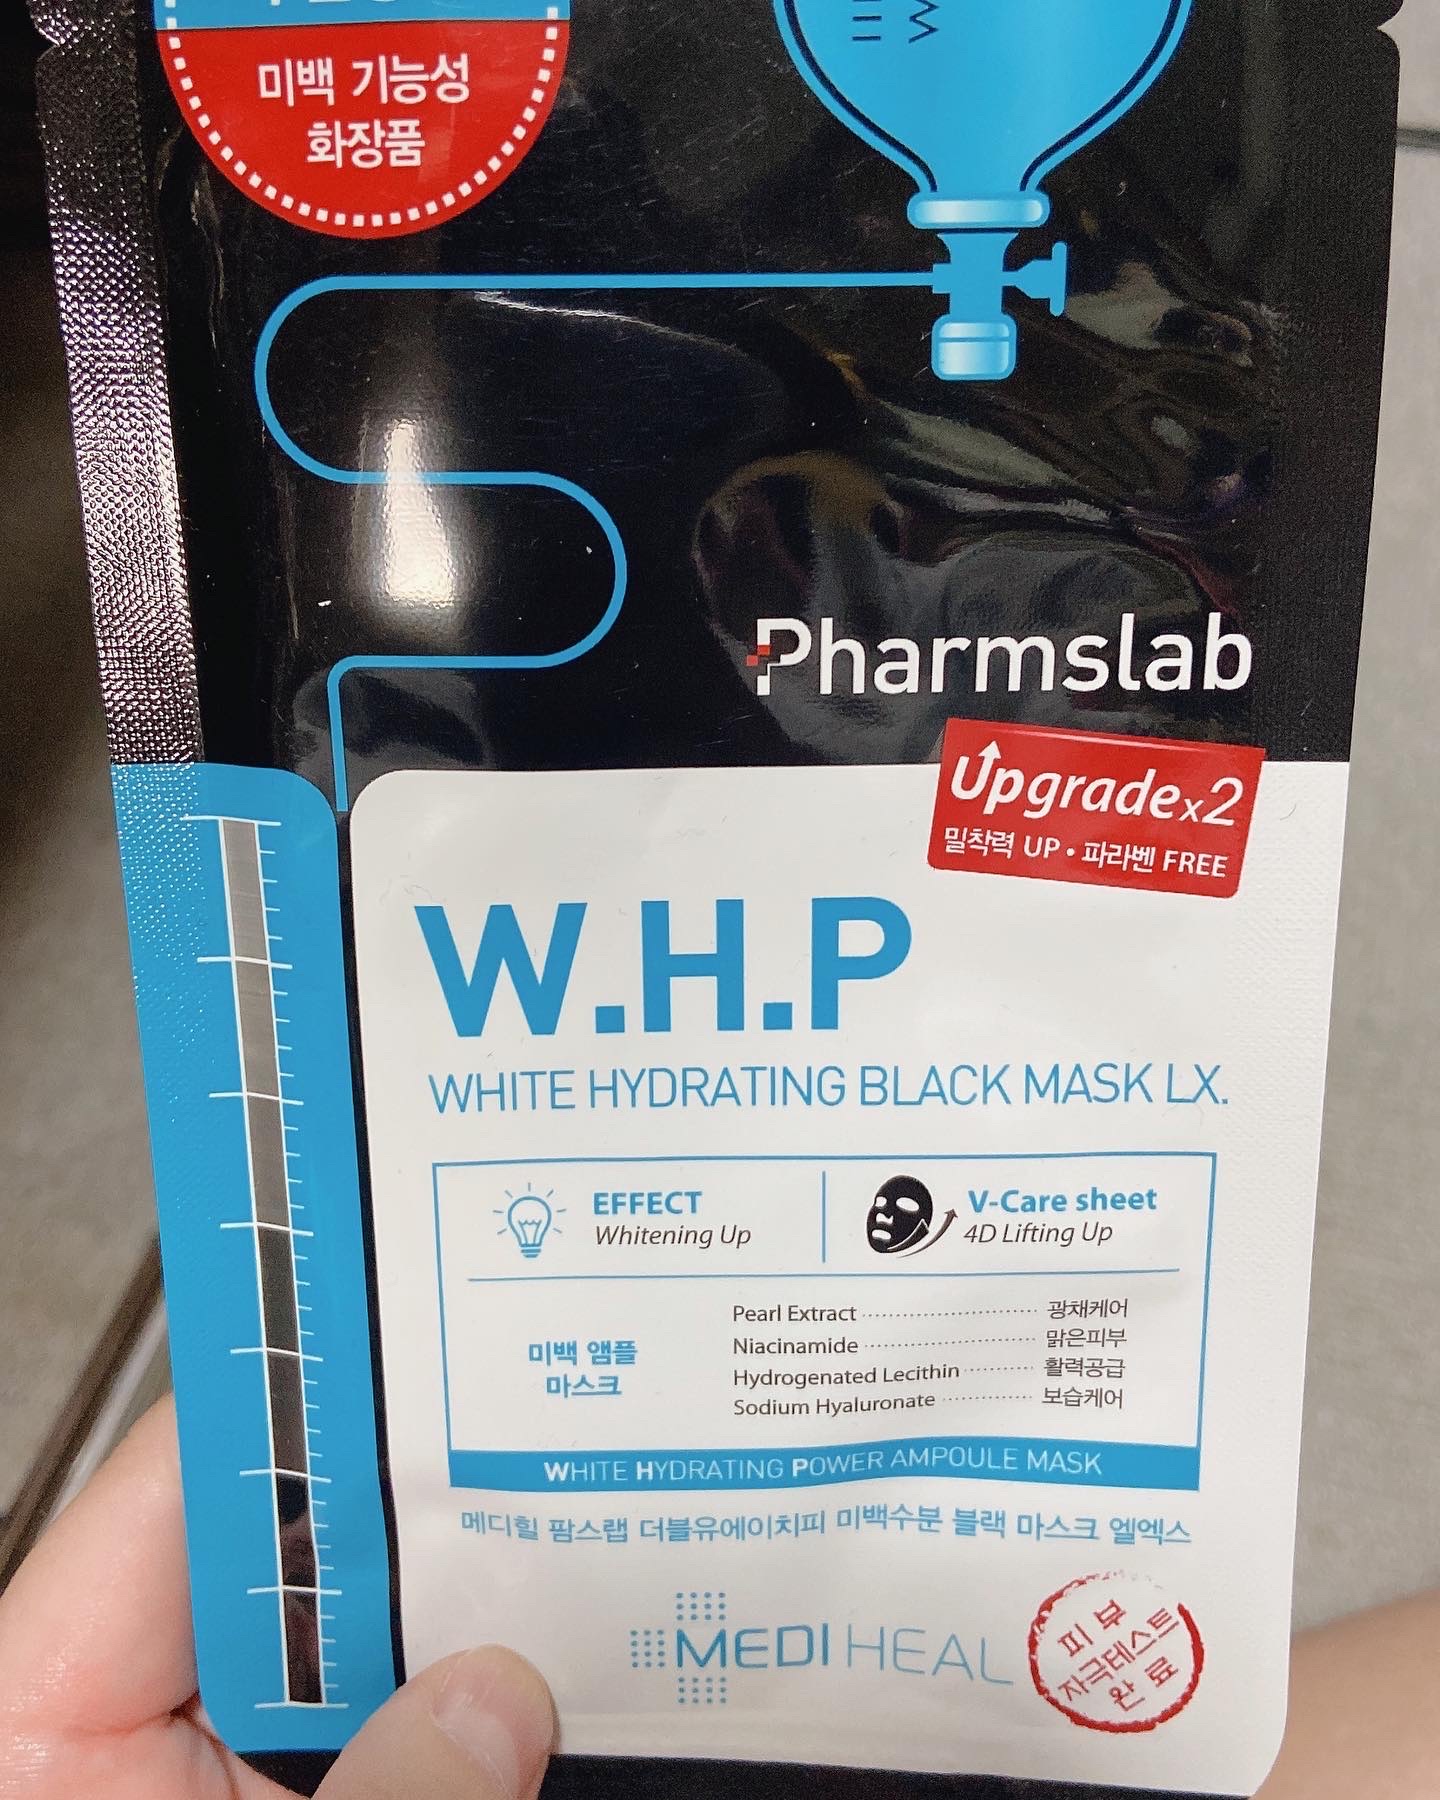 미백 기능성
화장품
Pharmslab
Upgradex2
밀착력 UP • 파라벤 FREE
W.H.P
WHITE HYDRATING BLACK MASK LX.
EFFECT
Whitening Up
V-Care sheet
4D Lifting Up
미백 앰플
마스크
Pearl Extract 광채케어
Niacinamide 맑은피부
Hydrogenated Lecithin 활력공급
Sodium Hyaluronate 보습케어
WHITE HYDRATING POWER AMPOULE MASK
메디힐 팜스랩 더블유에이치피 미백수분 블랙 마스크 엘엑스
MEDIHEAL
피부
자극테스트
완료